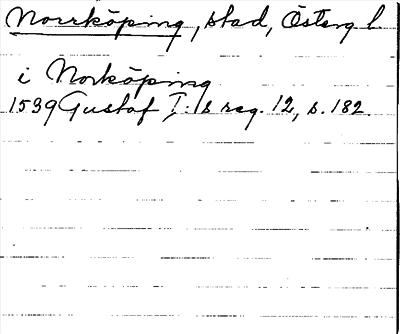 Norrköping, stad, Österg l
i Norköping
1539 Gustaf I:s reg. 12, s. 182.